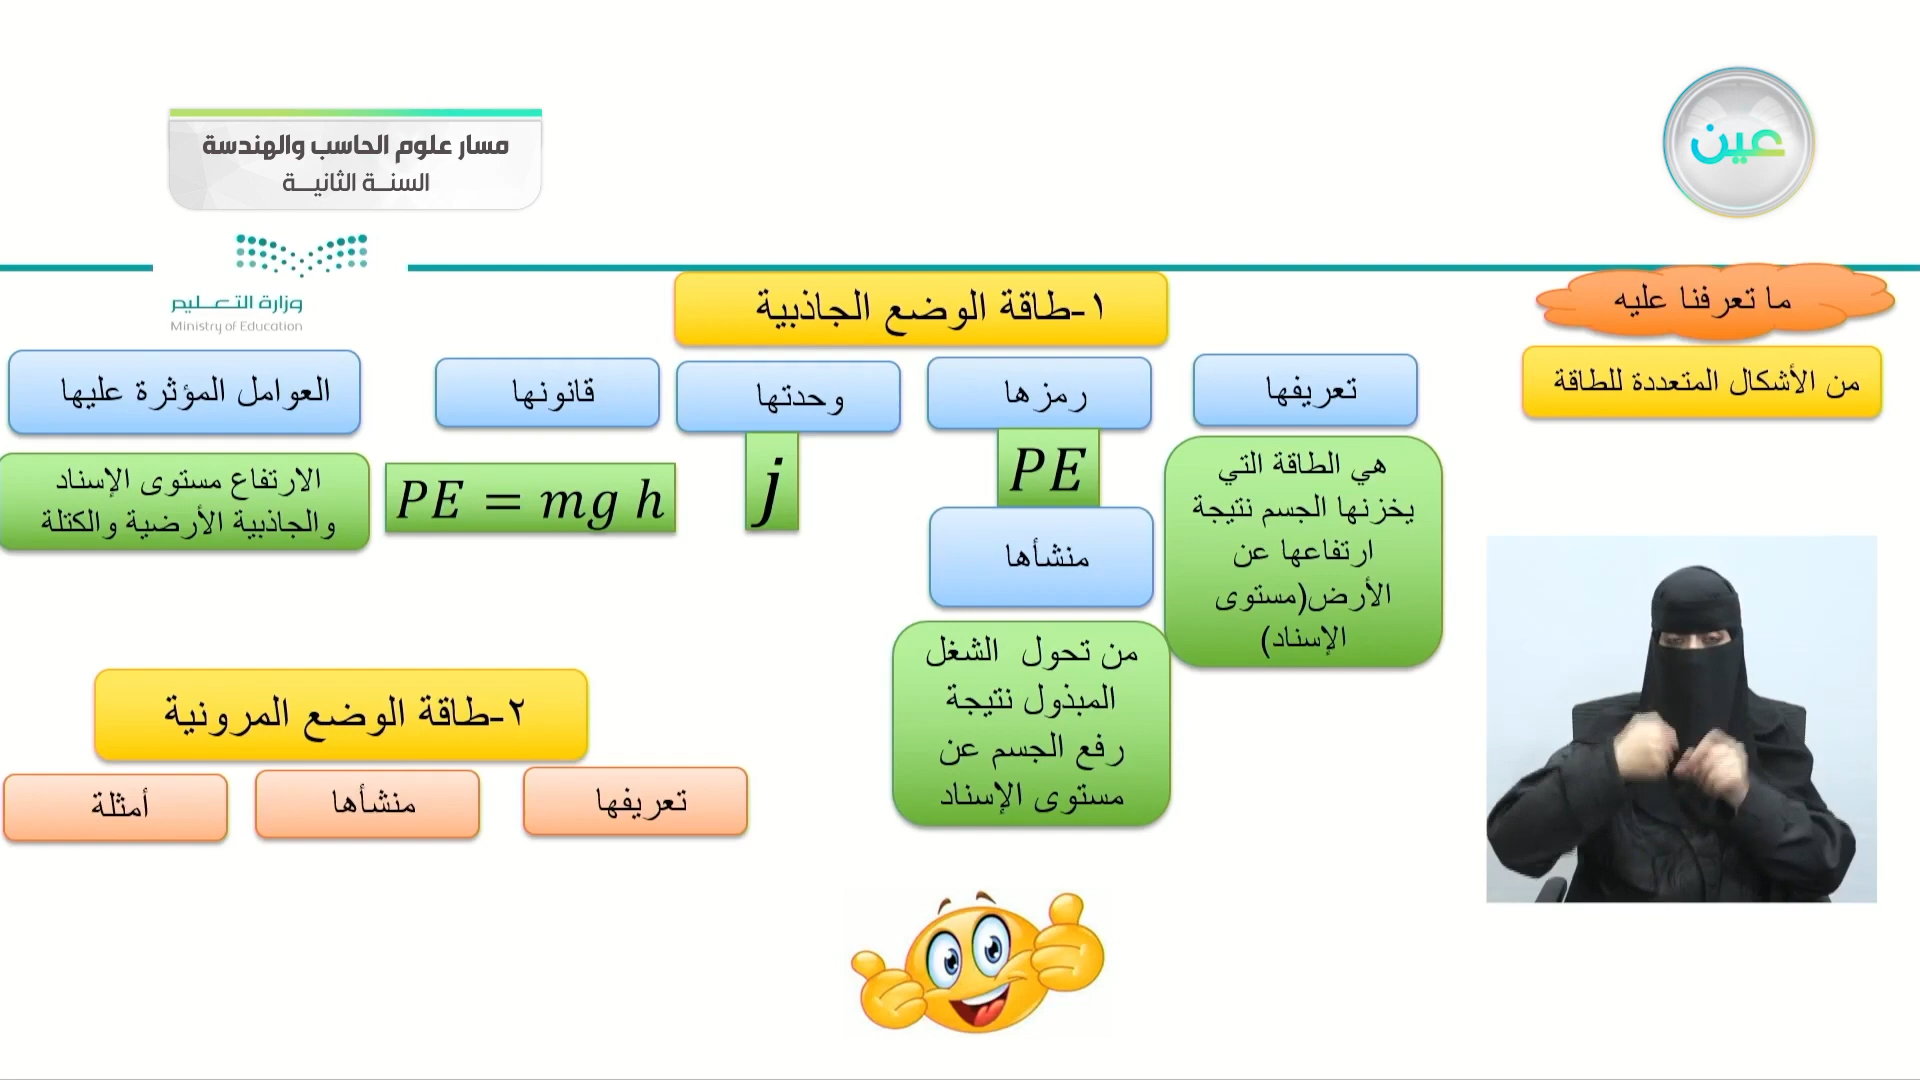 مسار علوم الحاسب والهندسة
السنة الثانية
عين
وزارة التعليم
Ministry of Education
ما تعرفنا عليه
من الأشكال المتعددة للطاقة
١-طاقة الوضع الجاذبية
تعريفها
هي الطاقة التي
يخزنها الجسم نتيجة
ارتفاعها عن
الأرض(مستوى
الإسناد)
رمزها
PE
منشأها
من تحول الشغل
المبذول نتيجة
رفع الجسم عن
مستوى الإسناد
وحدتها
j
قانونها
PE = mg h
العوامل المؤثرة عليها
الارتفاع مستوى الإسناد
والجاذبية الأرضية والكتلة
٢-طاقة الوضع المرونية
تعريفها
منشأها
أمثلة